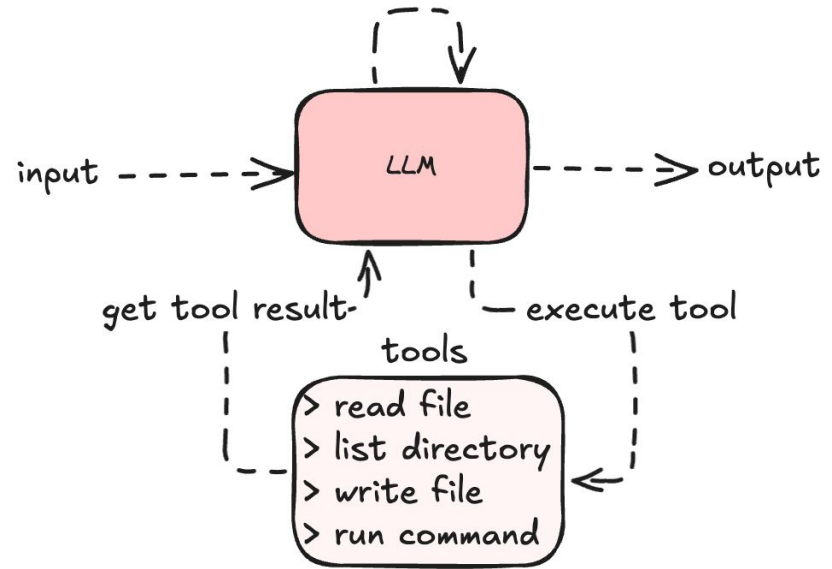 LLM
input
output
get tool result
execute tool
tools
> read file
> list directory
> write file
> run command